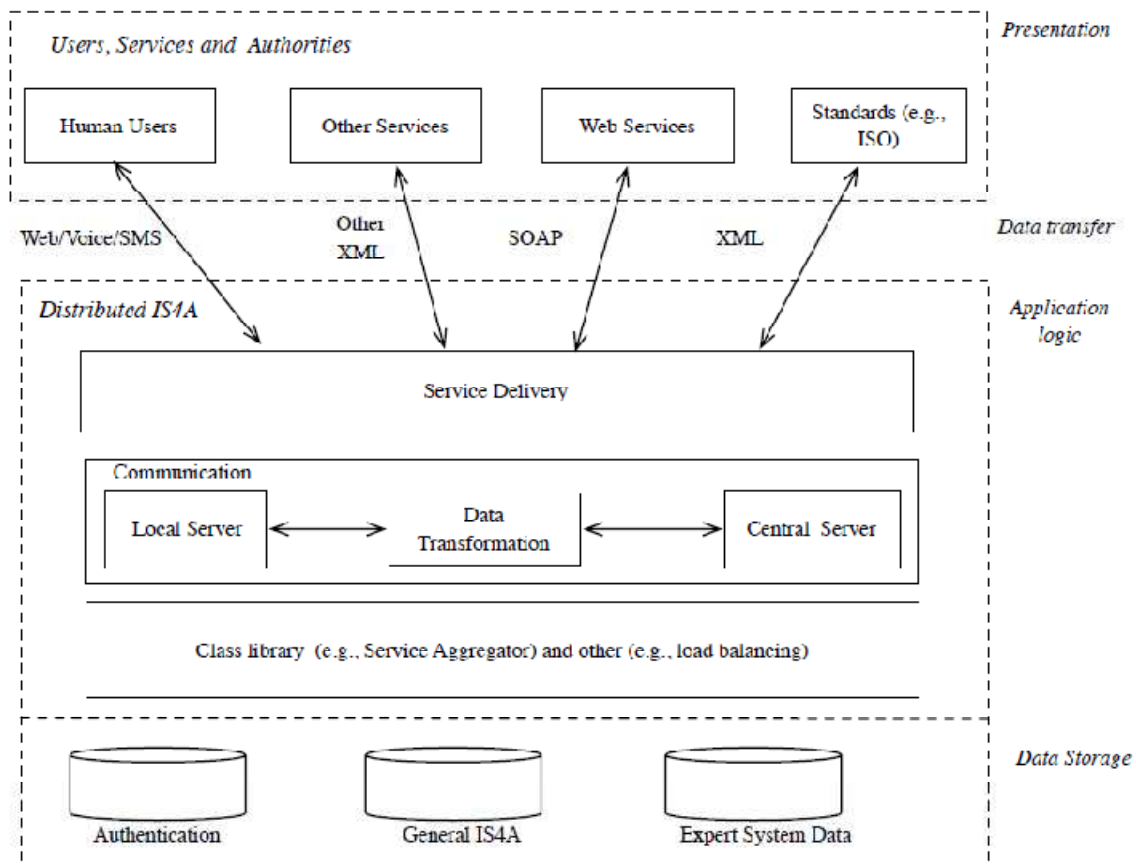 Users, Services and Authorities
Presentation
Human Users
Other Services
Web Services
Standards (e.g.,
ISO)
Web/Voice/SMS
Other
XML
SOAP
XML
Data transfer
Distributed IS4A
Application
logic
Service Delivery
Communication
Local Server
Data
Transformation
Central Server
Class library (e.g., Service Aggregator) and other (e.g., load balancing)
Data Storage
Authentication
General IS4A
Expert System Data